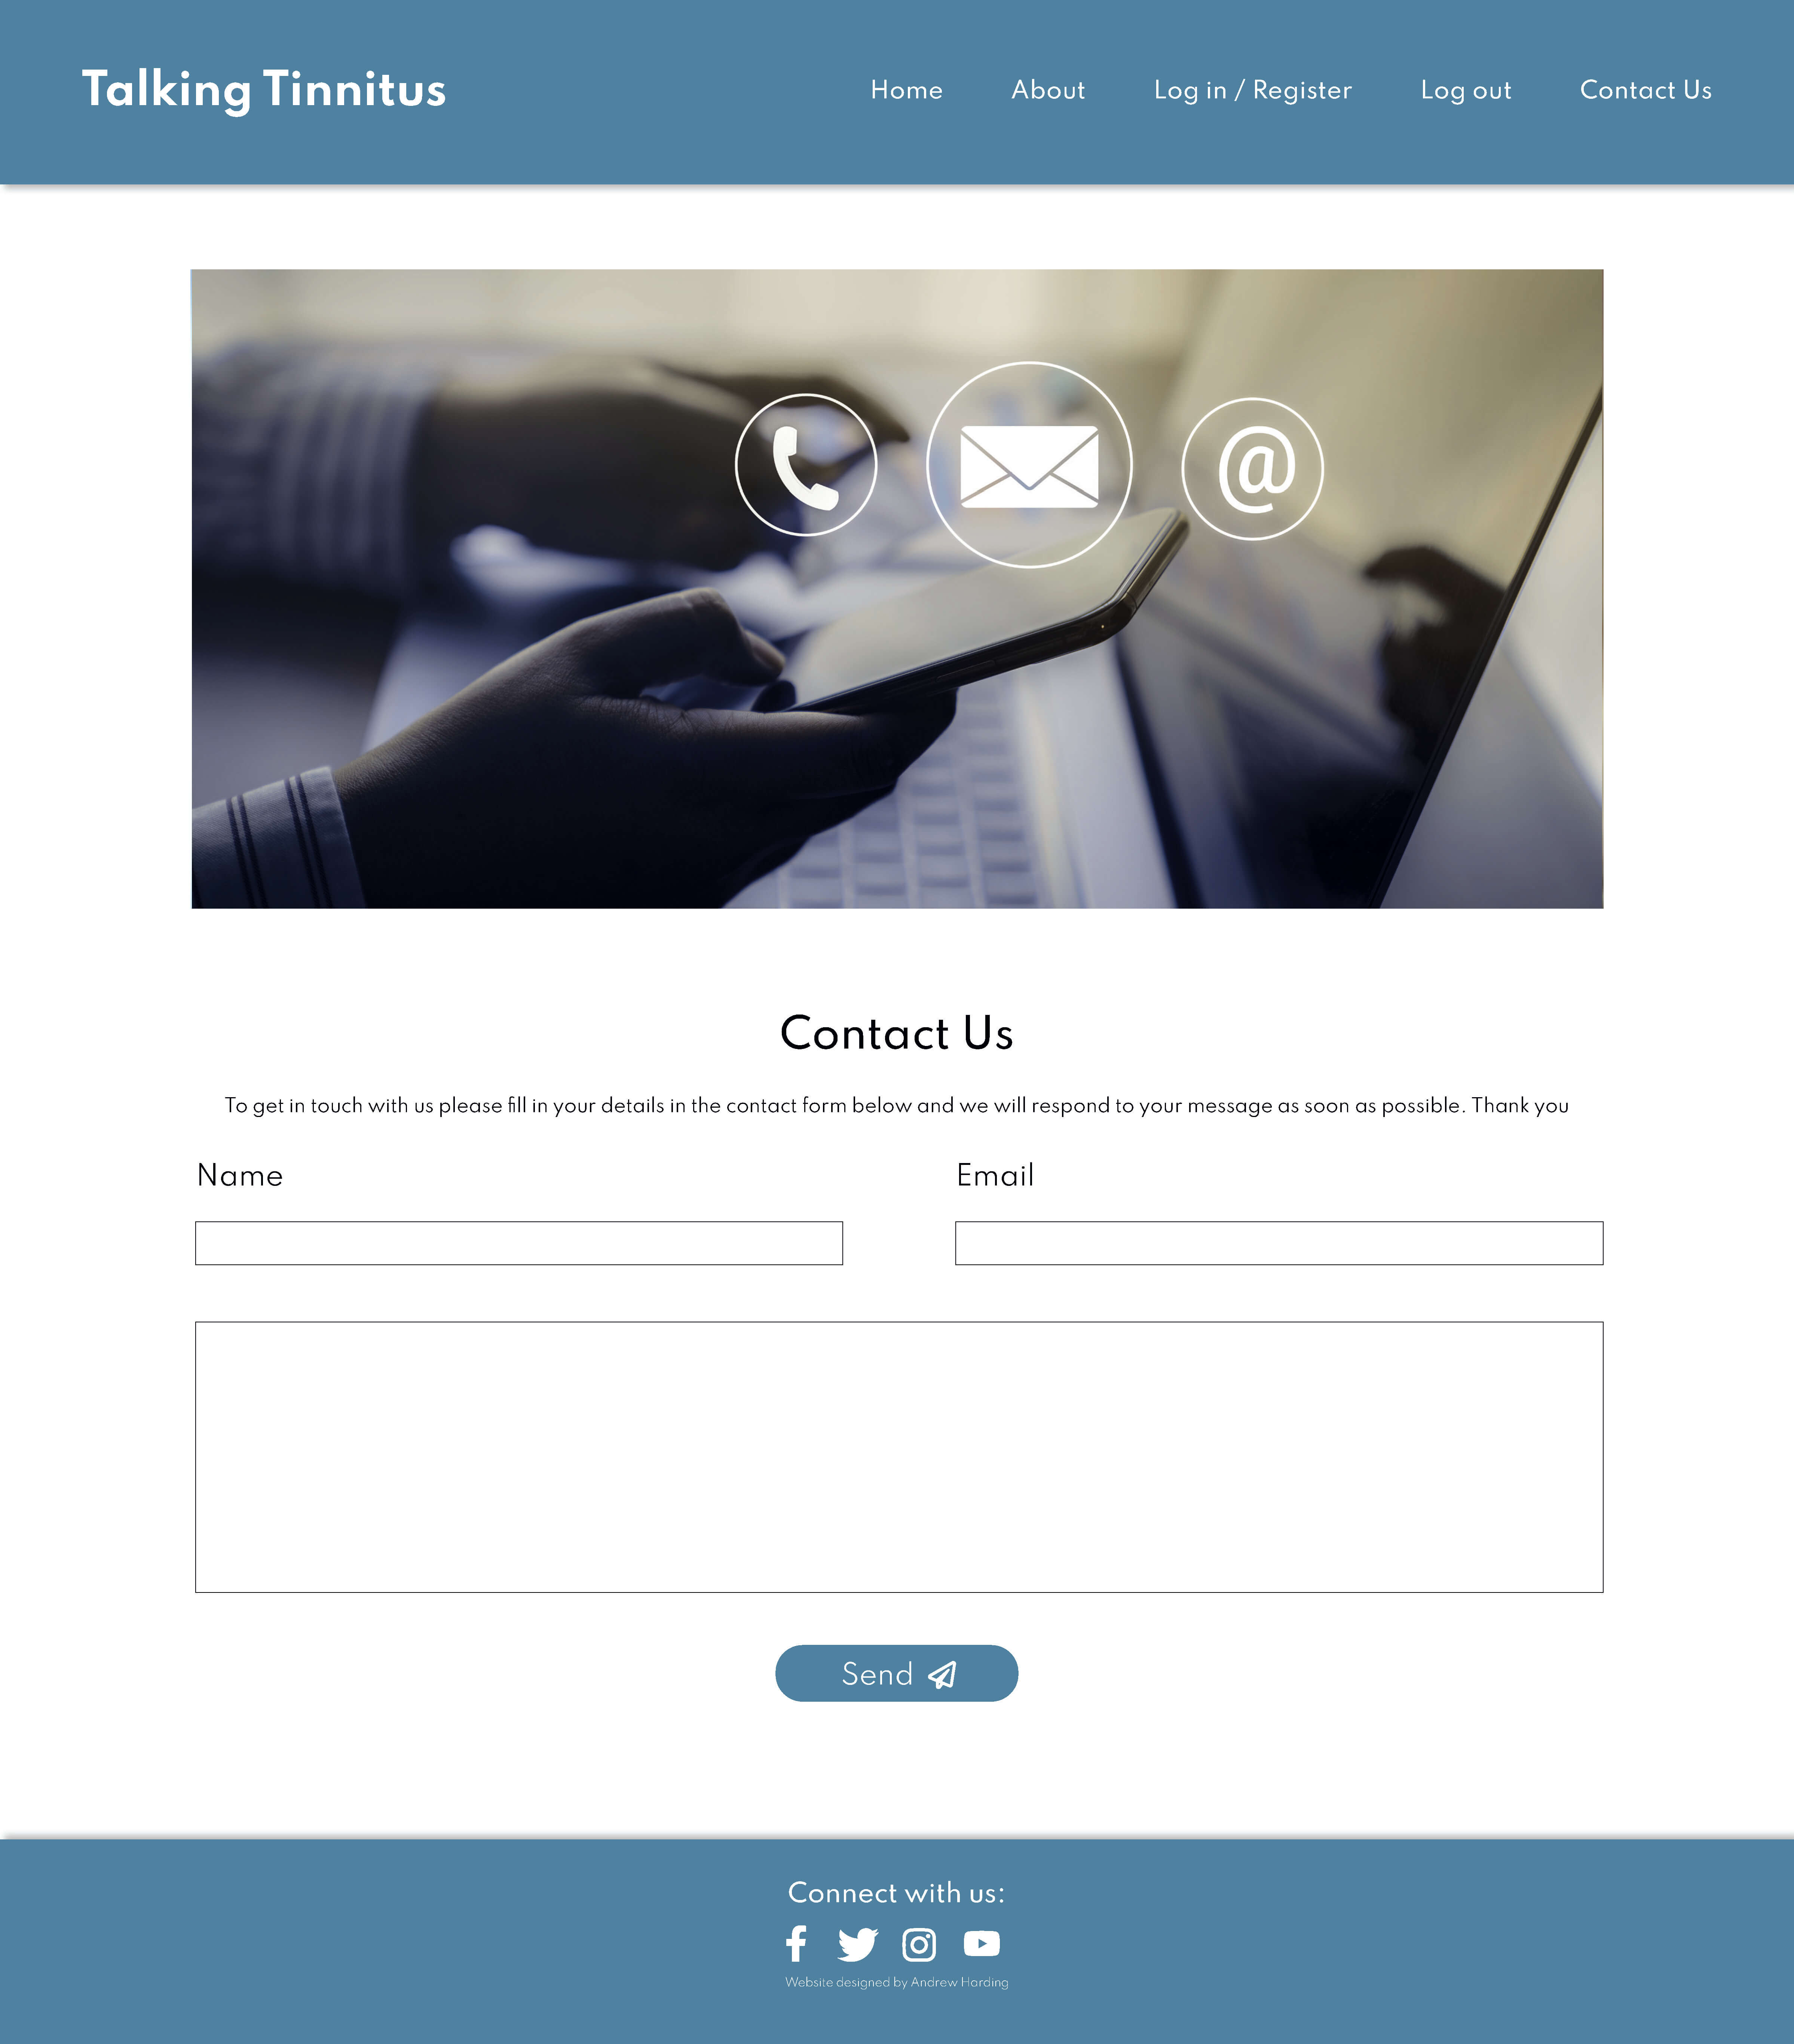 Talking Tinnitus
Home About Log in / Register Log out Contact Us
@
Contact Us
To get in touch with us please fill in your details in the contact form below and we will respond to your message as soon as possible. Thank you
Name Email
Send
Connect with us:
Website designed by Andrew Harding